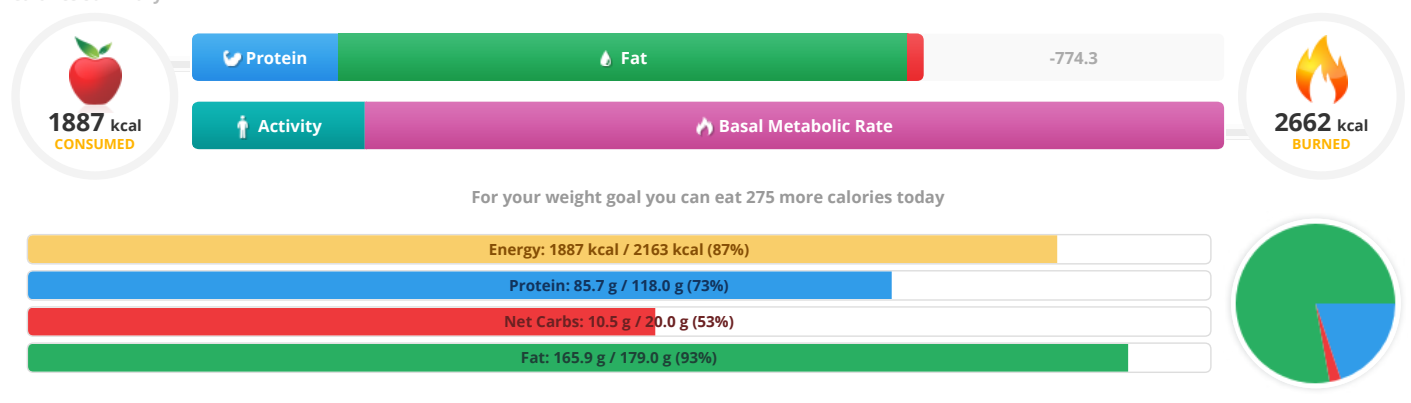 Protein
Fat
-774.3
1887 kcal
CONSUMED
Activity
Basal Metabolic Rate
2662 kcal
BURNED
For your weight goal you can eat 275 more calories today
Energy: 1887 kcal / 2163 kcal (87%)
Protein: 85.7 g / 118.0 g (73%)
Net Carbs: 10.5 g / 20.0 g (53%)
Fat: 165.9 g / 179.0 g (93%)